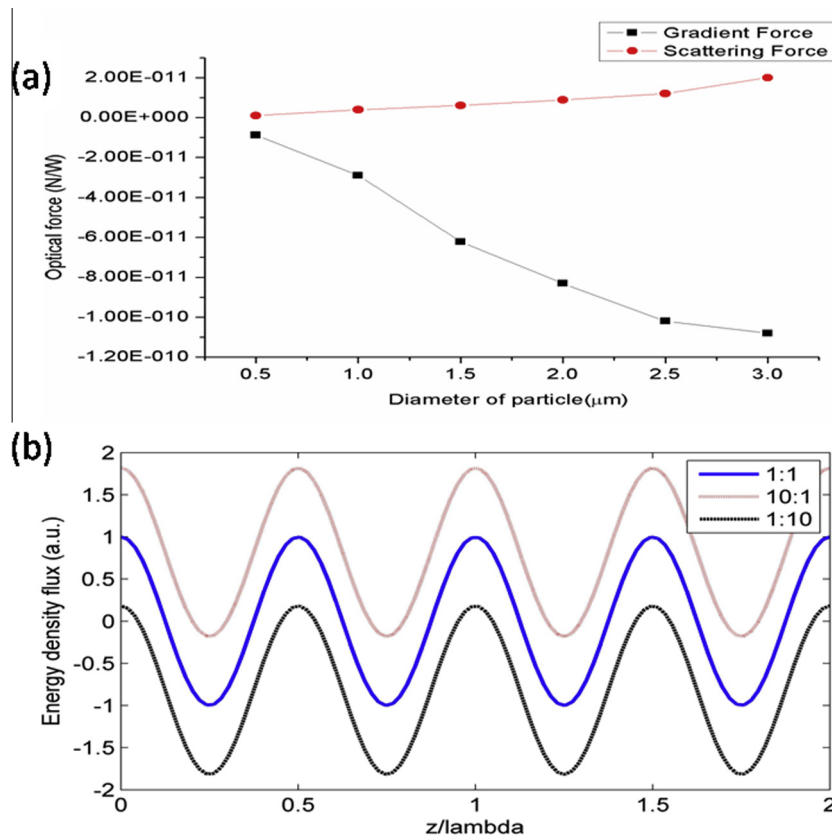 (a)
Gradient Force
Scattering Force
2.00E-011
0.00E+000
-2.00E-011
-4.00E-011
-6.00E-011
-8.00E-011
-1.00E-010
-1.20E-010
Optical force (N/W)
0.5 1.0 1.5 2.0 2.5 3.0
Diameter of particle(μm)
(b)
1:1
10:1
1:10
2
1.5
1
0.5
0
-0.5
-1
-1.5
-2
Energy density flux (a.u.)
0 0.5 1 1.5 2
z/lambda